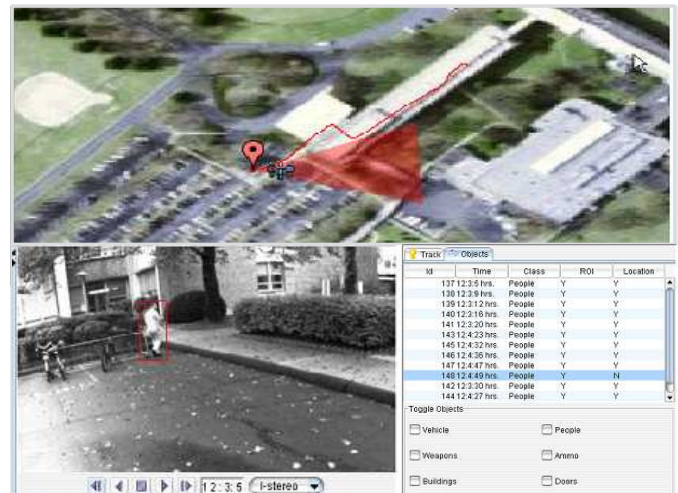 Track Objects
Id Time Class ROI Location
137 12:3:5 hrs. People Y Y
138 12:3:9 hrs. People Y Y
139 12:3:12 hrs. People Y Y
140 12:3:16 hrs. People Y Y
141 12:3:20 hrs. People Y Y
143 12:4:23 hrs. People Y Y
145 12:4:32 hrs. People Y Y
146 12:4:36 hrs. People Y Y
147 12:4:47 hrs. People Y Y
148 12:4:49 hrs. People Y N
142 12:3:30 hrs. People Y Y
144 12:4:27 hrs. People Y Y
Toggle Objects
Vehicle People
Weapons Ammo
Buildings Doors
12:3:5 l-stereo